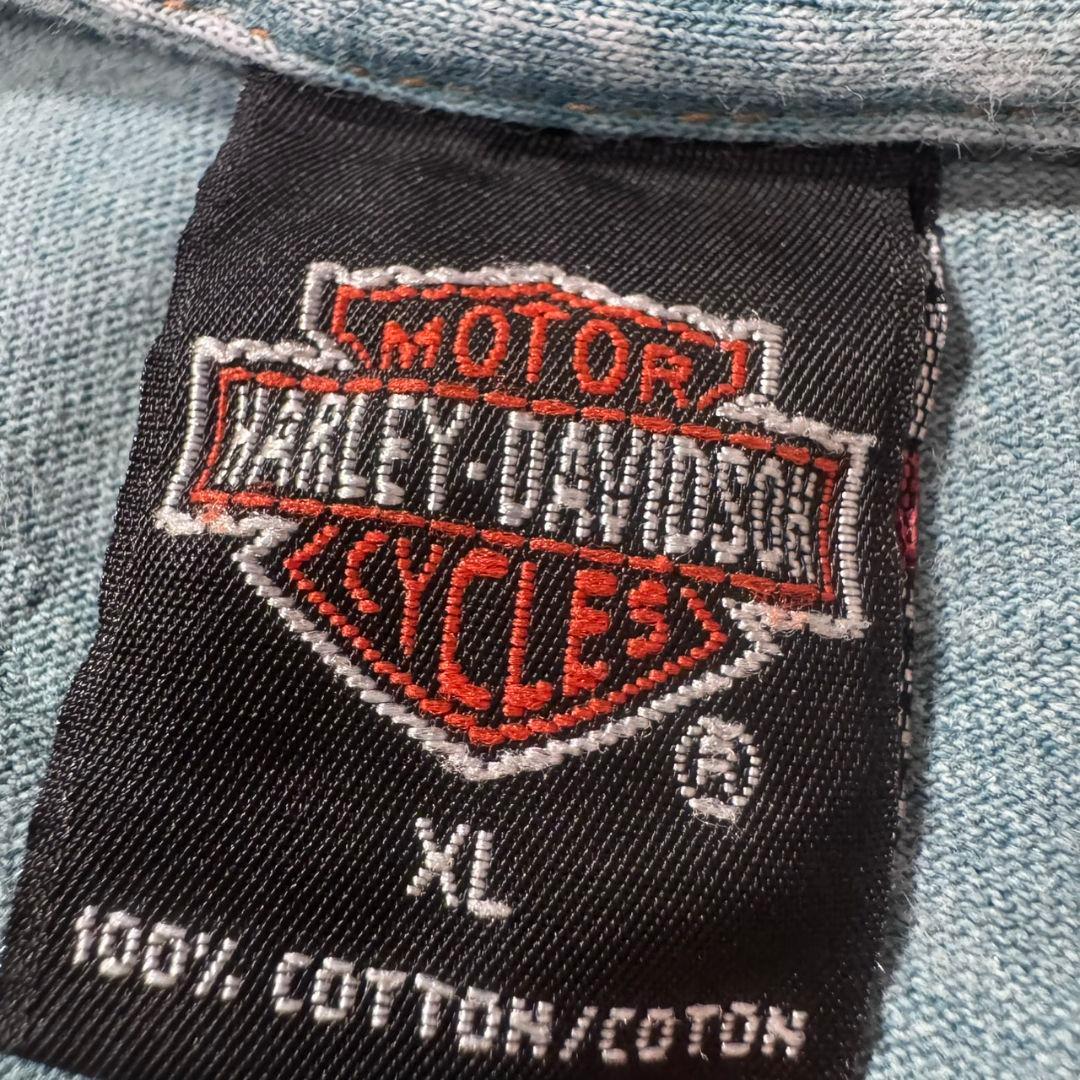 MOTOR
HARLEY-DAVIDSON
CYCLES
®
XL
100% COTTON/COTON